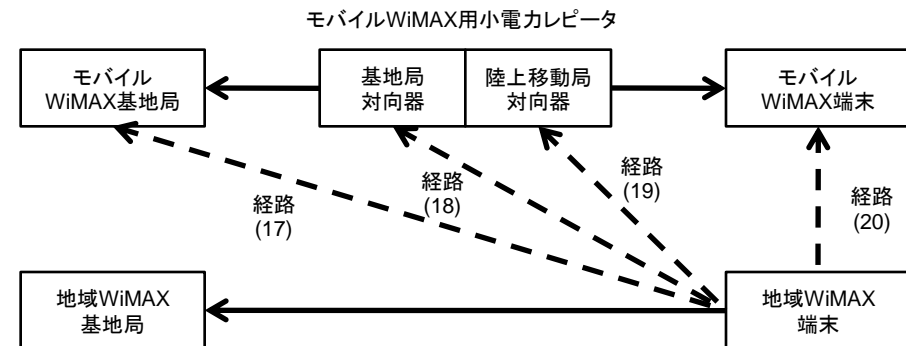 モバイルWiMAX用小電力レピータ
モバイル
WiMAX基地局
基地局
対向器
陸上移動局
対向器
モバイル
WiMAX端末
経路
(17)
経路
(18)
経路
(19)
経路
(20)
地域WiMAX
基地局
地域WiMAX
端末